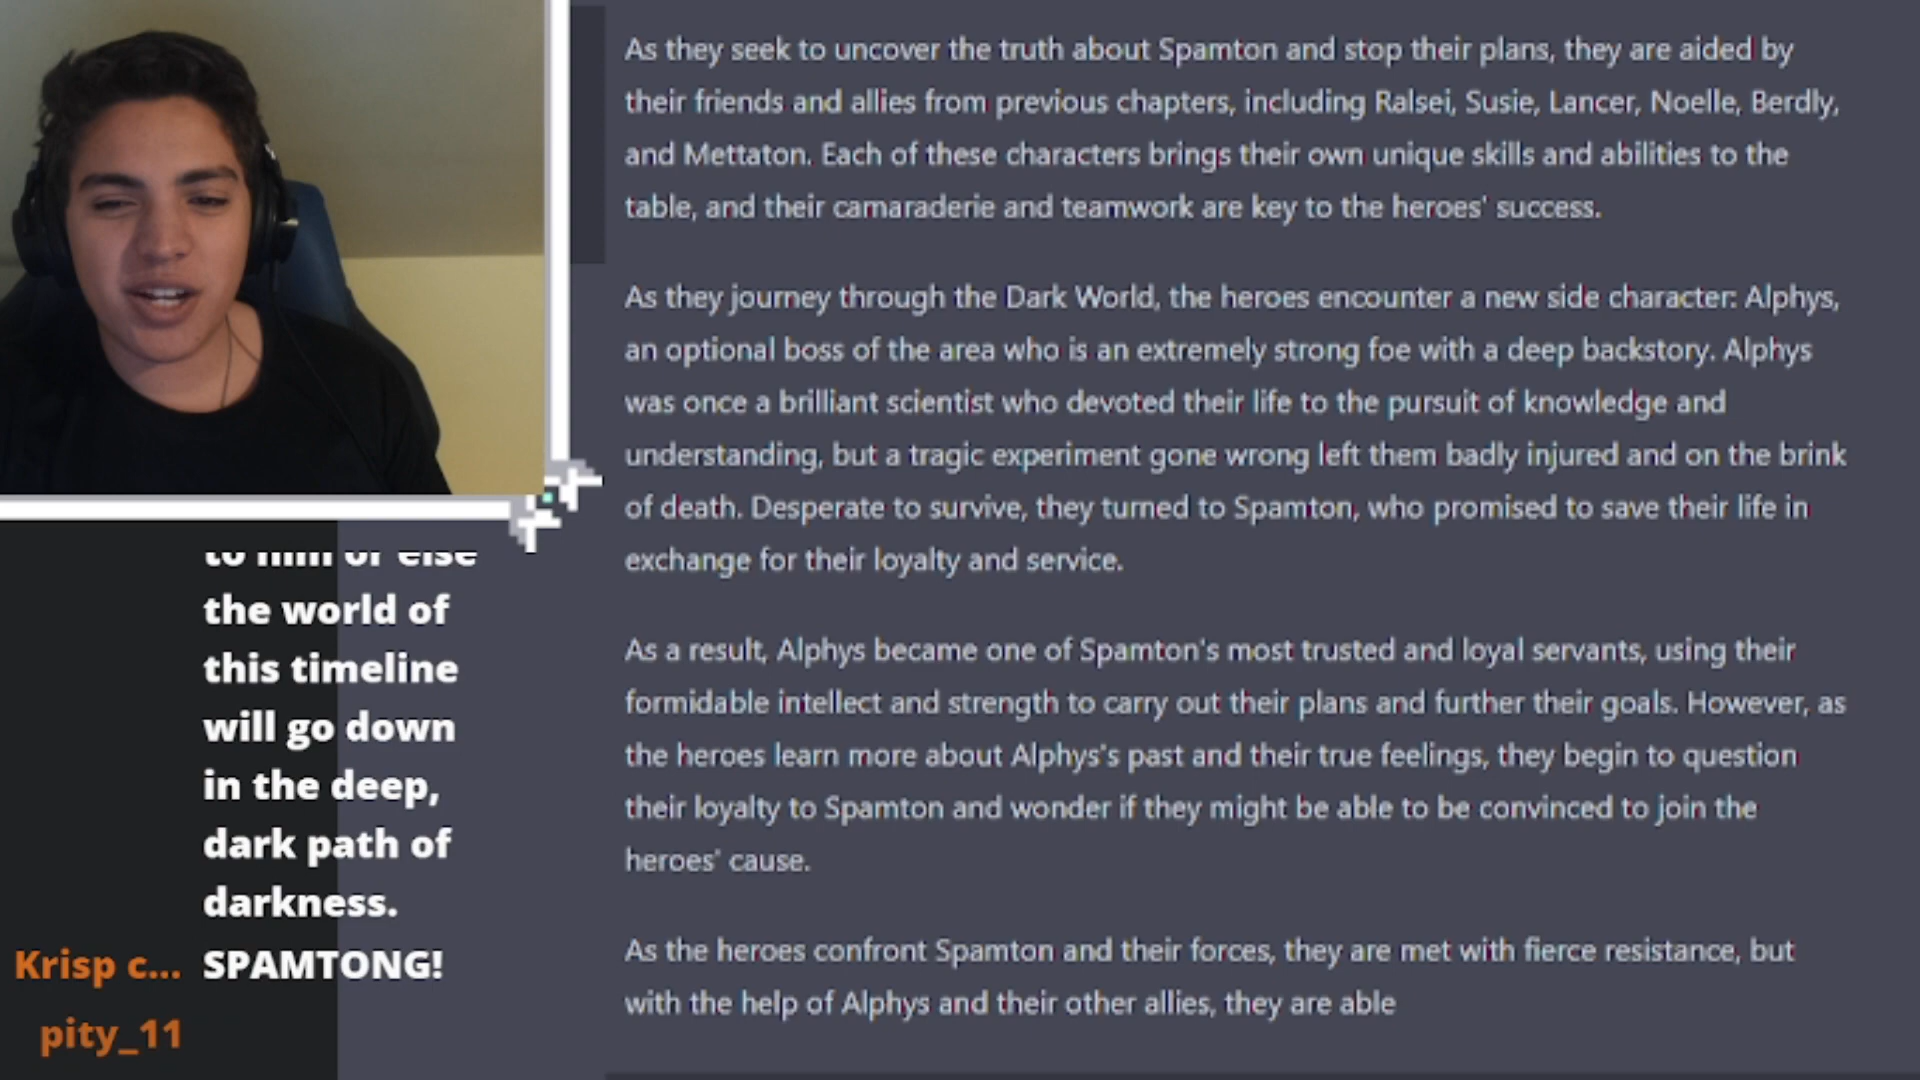 As they seek to uncover the truth about Spamton and stop their plans, they are aided by
their friends and allies from previous chapters, including Ralsei, Susie, Lancer, Noelle, Berdly,
and Mettaton. Each of these characters brings their own unique skills and abilities to the
table, and their camaraderie and teamwork are key to the heroes' success.
As they journey through the Dark World, the heroes encounter a new side character: Alphys,
an optional boss of the area who is an extremely strong foe with a deep backstory. Alphys
was once a brilliant scientist who devoted their life to the pursuit of knowledge and
understanding, but a tragic experiment gone wrong left them badly injured and on the brink
of death. Desperate to survive, they turned to Spamton, who promised to save their life in
exchange for their loyalty and service.
As a result, Alphys became one of Spamton's most trusted and loyal servants, using their
formidable intellect and strength to carry out their plans and further their goals. However, as
the heroes learn more about Alphys's past and their true feelings, they begin to question
their loyalty to Spamton and wonder if they might be able to be convinced to join the
heroes' cause.
As the heroes confront Spamton and their forces, they are met with fierce resistance, but
with the help of Alphys and their other allies, they are able
to him or else
the world of
this timeline
will go down
in the deep,
dark path of
darkness.
Krisp c... SPAMTONG!
pity_11